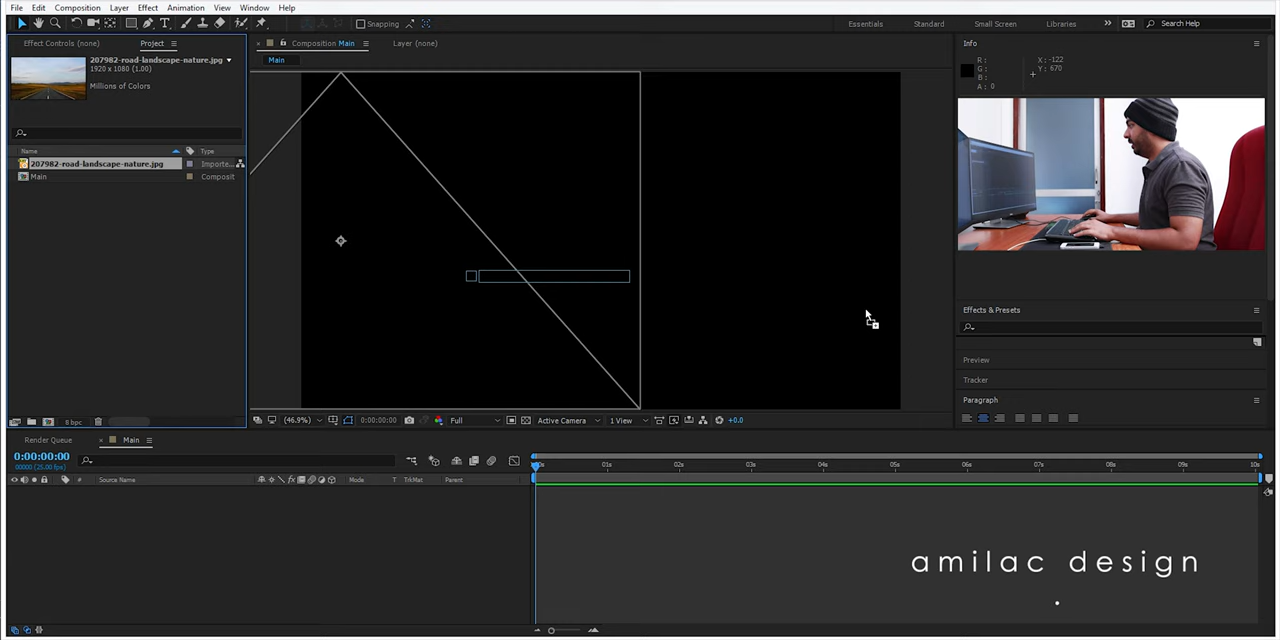 File Edit Composition Layer Effect Animation View Window Help
Snapping Essentials Standard Small Screen Libraries Search Help
Effect Controls (none) Project
207982-road-landscape-nature.jpg
1920 x 1080 (1.00)
Millions of Colors
Name Type
207982-road-landscape-nature.jpg Importe...
Main Composit
8 bpc
Composition Main Layer (none)
Main
(46.9%) 0:00:00:00 Full Active Camera 1 View +0.0
Info
R:
G:
B:
A: 0
X: -122
Y: 670
Effects & Presets
Preview
Tracker
Paragraph
Render Queue Main
0:00:00:00
00000 (25.00 fps)
# Source Name Mode T TrkMat Parent
01s 02s 03s 04s 05s 06s 07s 08s 09s 10s
amilac design